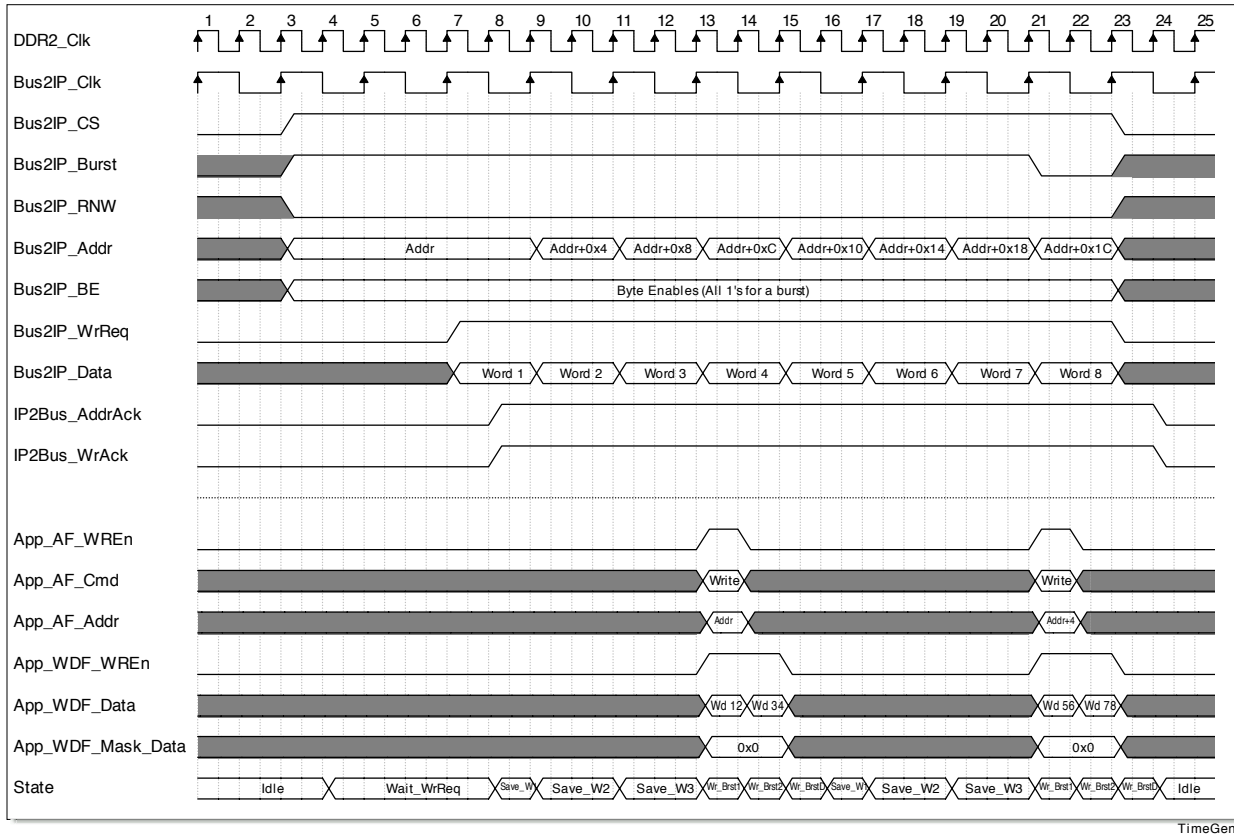 1 2 3 4 5 6 7 8 9 10 11 12 13 14 15 16 17 18 19 20 21 22 23 24 25
DDR2_Clk
Bus2IP_Clk
Bus2IP_CS
Bus2IP_Burst
Bus2IP_RNW
Bus2IP_Addr Addr Addr+0x4 Addr+0x8 Addr+0xC Addr+0x10 Addr+0x14 Addr+0x18 Addr+0x1C
Bus2IP_BE Byte Enables (All 1's for a burst)
Bus2IP_WrReq
Bus2IP_Data Word 1 Word 2 Word 3 Word 4 Word 5 Word 6 Word 7 Word 8
IP2Bus_AddrAck
IP2Bus_WrAck
App_AF_WREn
App_AF_Cmd Write Write
App_AF_Addr Addr Addr+4
App_WDF_WREn
App_WDF_Data Wd 12 Wd 34 Wd 56 Wd 78
App_WDF_Mask_Data 0x0 0x0
State Idle Wait_WrReq Save_W1 Save_W2 Save_W3 Wr_Brst1 Wr_Brst2 Wr_BrstD Save_W1 Save_W2 Save_W3 Wr_Brst1 Wr_Brst2 Wr_BrstD Idle
TimeGen